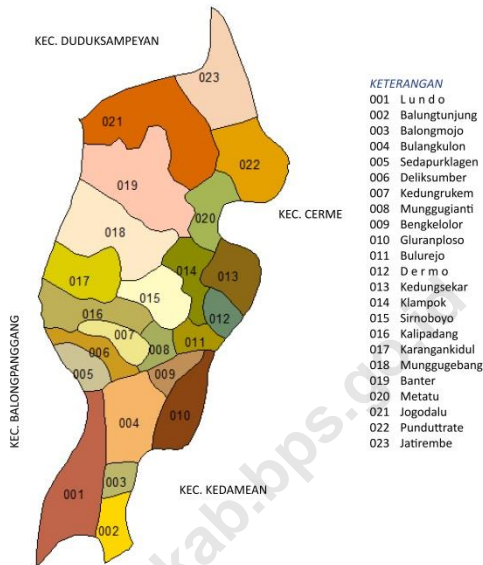 KEC. DUDUKSAMPEYAN
023
021
022
019
020
KEC. CERME
018
014
013
017
015
016
012
007
011
008
006
009
005
010
004
KEC. BALONGPANGGANG
003
001
KEC. KEDAMEAN
002
KETERANGAN
001 L u n d o
002 Balungtunjung
003 Balongmojo
004 Bulangkulon
005 Sedapurklagen
006 Deliksumber
007 Kedungrukem
008 Munggugianti
009 Bengkelolor
010 Gluranploso
011 Bulurejo
012 D e r m o
013 Kedungsekar
014 Klampok
015 Sirnoboyo
016 Kalipadang
017 Karangankidul
018 Munggugebang
019 Banter
020 Metatu
021 Jogodalu
022 Punduttrate
023 Jatirembe
kab.bps.go.id